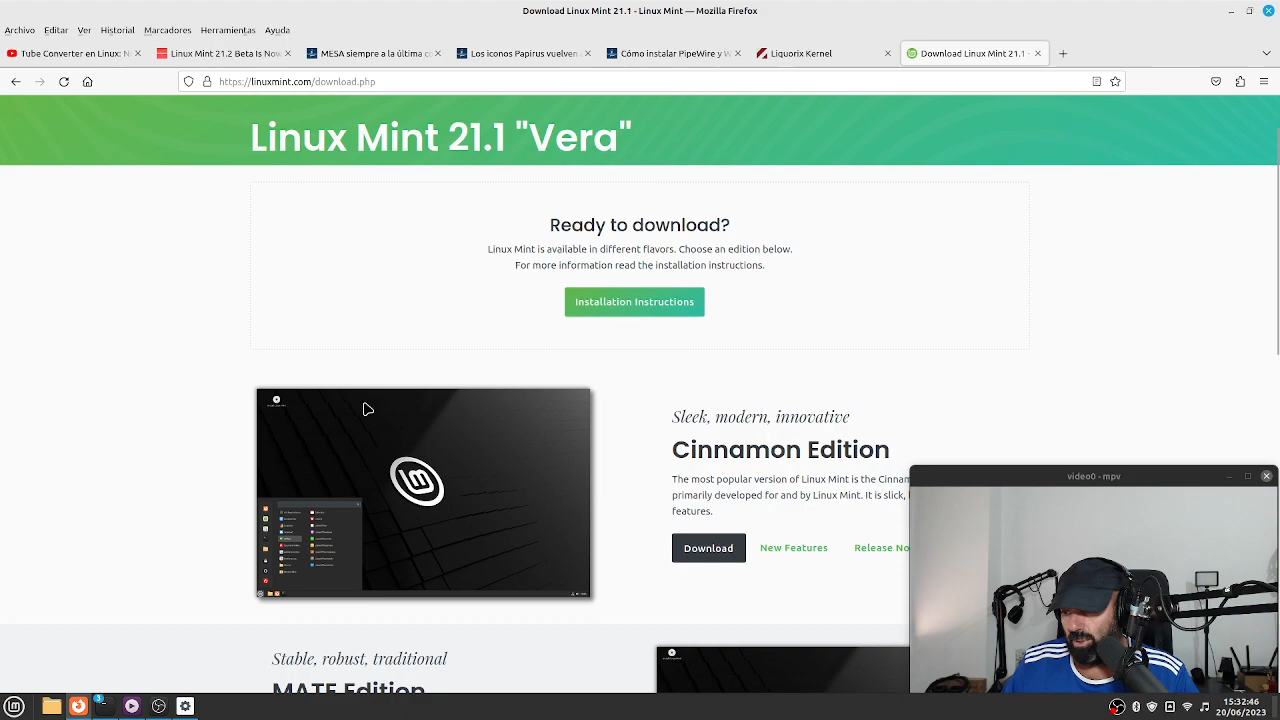 Download Linux Mint 21.1 - Linux Mint — Mozilla Firefox
Archivo Editar Ver Historial Marcadores Herramientas Ayuda
Tube Converter en Linux: N
Linux Mint 21.2 Beta Is Now
MESA siempre a la última co
Los iconos Papirus vuelven
Cómo instalar PipeWire y W
Liquorix Kernel
Download Linux Mint 21.1 -
https://linuxmint.com/download.php
Linux Mint 21.1 "Vera"
Ready to download?
Linux Mint is available in different flavors. Choose an edition below.
For more information read the installation instructions.
Installation Instructions
Sleek, modern, innovative
Cinnamon Edition
The most popular version of Linux Mint is the Cinnam
primarily developed for and by Linux Mint. It is slick,
features.
Download New Features Release No
video0 - mpv
Stable, robust, traditional
MATE Edition
3
15:32:46
20/06/2023